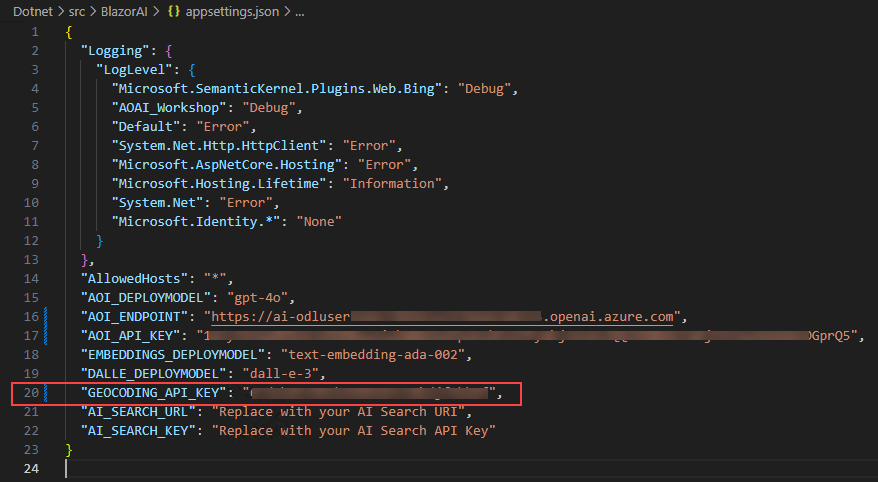 Dotnet > src > BlazorAI > {} appsettings.json > ...
1 {
2 "Logging": {
3 "LogLevel": {
4 "Microsoft.SemanticKernel.Plugins.Web.Bing": "Debug",
5 "AOAI_Workshop": "Debug",
6 "Default": "Error",
7 "System.Net.Http.HttpClient": "Error",
8 "Microsoft.AspNetCore.Hosting": "Error",
9 "Microsoft.Hosting.Lifetime": "Information",
10 "System.Net": "Error",
11 "Microsoft.Identity.*": "None"
12 }
13 },
14 "AllowedHosts": "*",
15 "AOI_DEPLOYMODEL": "gpt-4o",
16 "AOI_ENDPOINT": "https://ai-odluser .openai.azure.com",
17 "AOI_API_KEY": " GprQ5",
18 "EMBEDDINGS_DEPLOYMODEL": "text-embedding-ada-002",
19 "DALLE_DEPLOYMODEL": "dall-e-3",
20 "GEOCODING_API_KEY": " ",
21 "AI_SEARCH_URL": "Replace with your AI Search URI",
22 "AI_SEARCH_KEY": "Replace with your AI Search API Key"
23 }
24